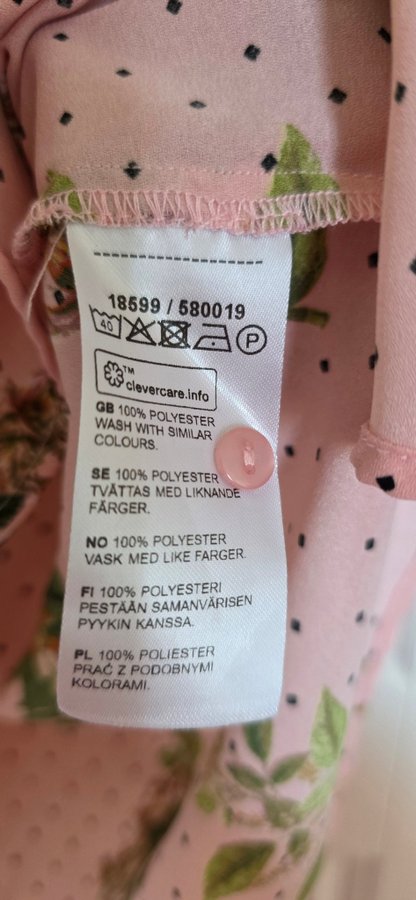 18599 / 580019
40 P
TM
clevercare.info
GB 100% POLYESTER
WASH WITH SIMILAR
COLOURS.
SE 100% POLYESTER
TVÄTTAS MED LIKNANDE
FÄRGER.
NO 100% POLYESTER
VASK MED LIKE FARGER.
FI 100% POLYESTERI
PESTÄÄN SAMANVÄRISEN
PYYKIN KANSSA.
PL 100% POLIESTER
PRAĆ Z PODOBNYMI
KOLORAMI.